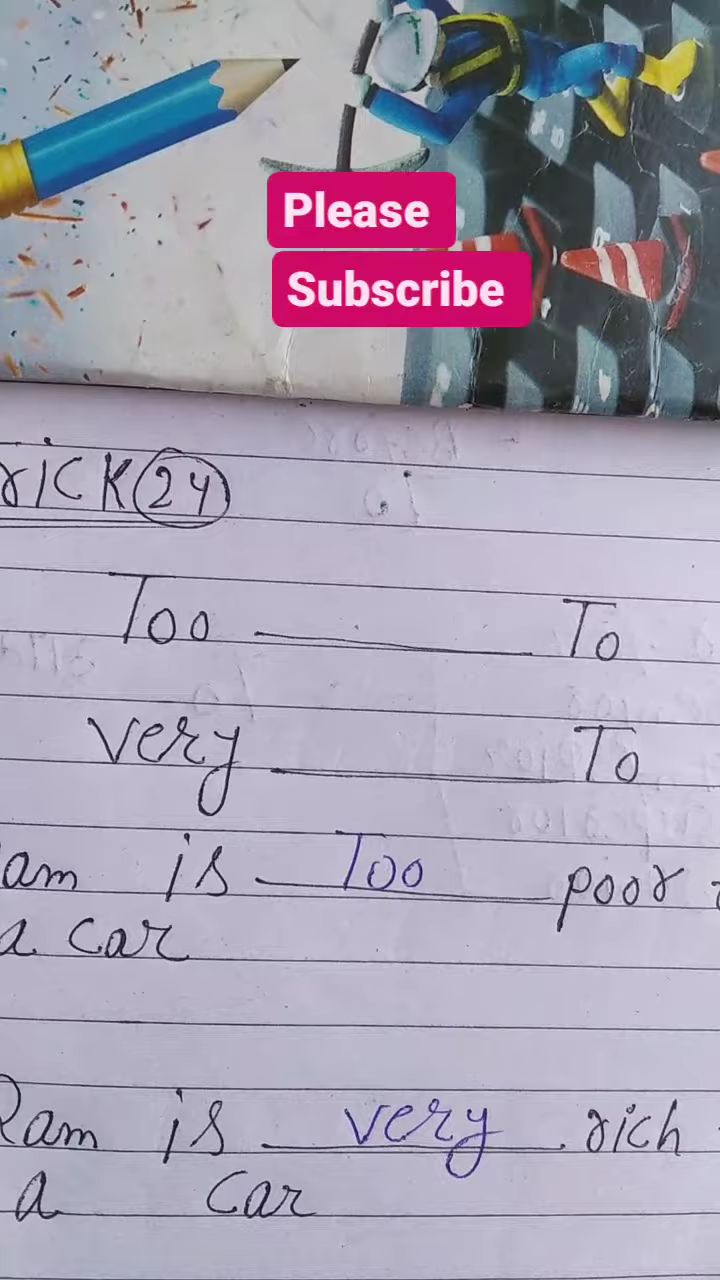 Please
Subscribe
rick 24
Too To
very To
am is Too poor
a car
Ram is very rich
a car